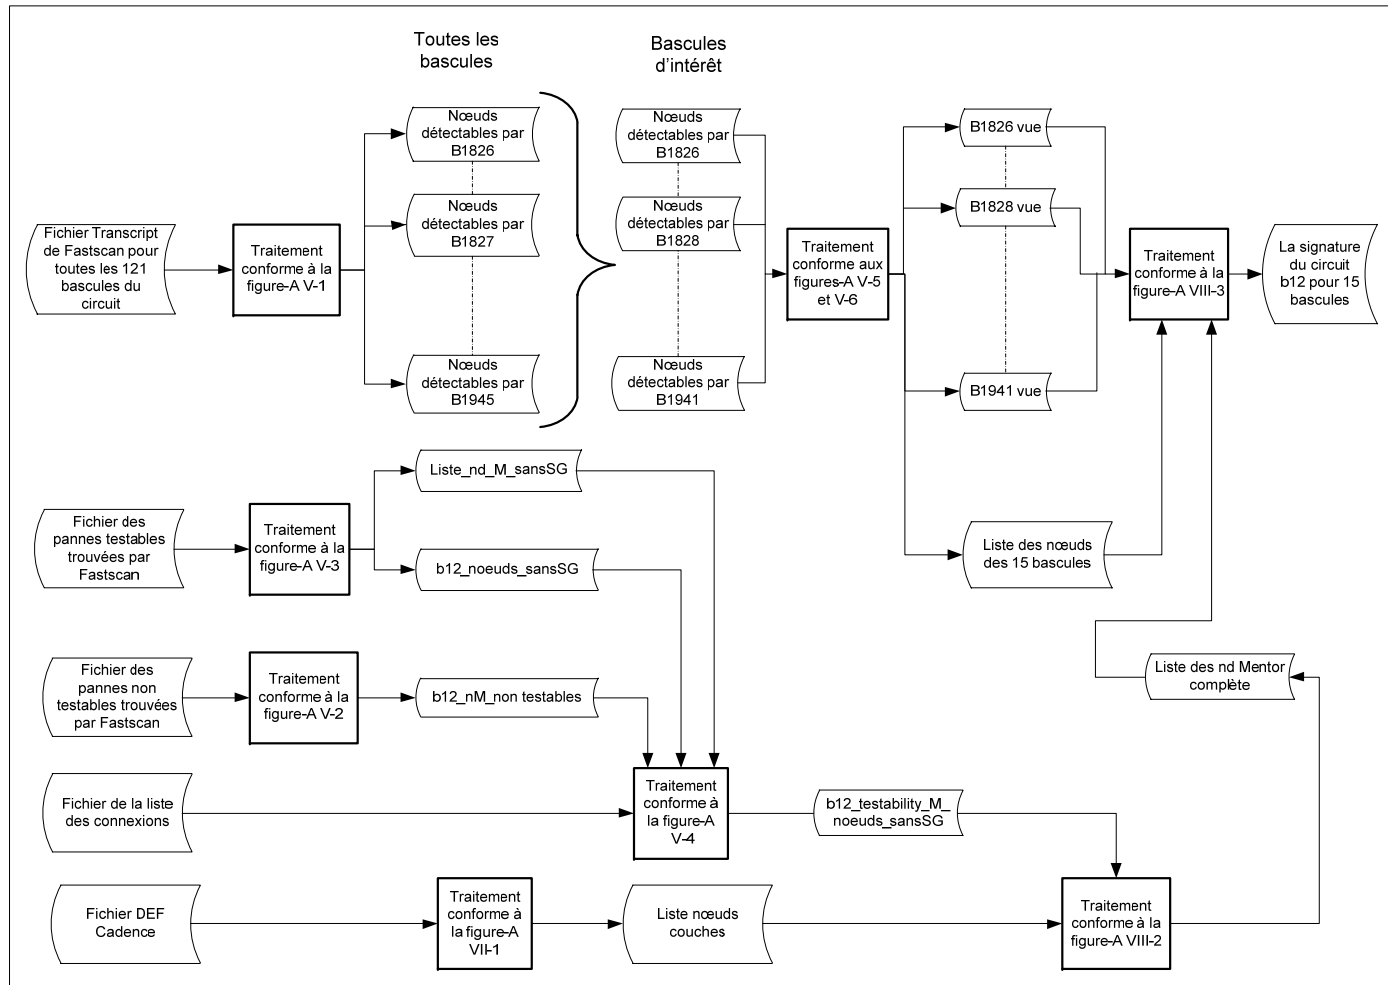 Toutes les
bascules
Bascules
d'intérêt
Nœuds
détectables par
B1826
Nœuds
détectables par
B1827
Nœuds
détectables par
B1945
Nœuds
détectables par
B1826
Nœuds
détectables par
B1828
Nœuds
détectables par
B1941
Fichier Transcript
de Fastscan pour
toutes les 121
bascules du
circuit
Traitement
conforme à la
figure-A V-1
Traitement
conforme aux
figures-A V-5
et V-6
B1826 vue
B1828 vue
B1941 vue
Traitement
conforme à la
figure-A VIII-3
La signature
du circuit
b12 pour 15
bascules
Liste_nd_M_sansSG
Fichier des
pannes testables
trouvées par
Fastscan
Traitement
conforme à la
figure-A V-3
b12_noeuds_sansSG
Liste des nœuds
des 15 bascules
Fichier des
pannes non
testables trouvées
par Fastscan
Traitement
conforme à la
figure-A V-2
b12_nM_non testables
Liste des nd Mentor
complète
Fichier de la liste
des connexions
Traitement
conforme à
la figure-A
V-4
b12_testability_M_
noeuds_sansSG
Fichier DEF
Cadence
Traitement
conforme à
la figure-A
VII-1
Liste nœuds
couches
Traitement
conforme à la
figure-A VIII-2